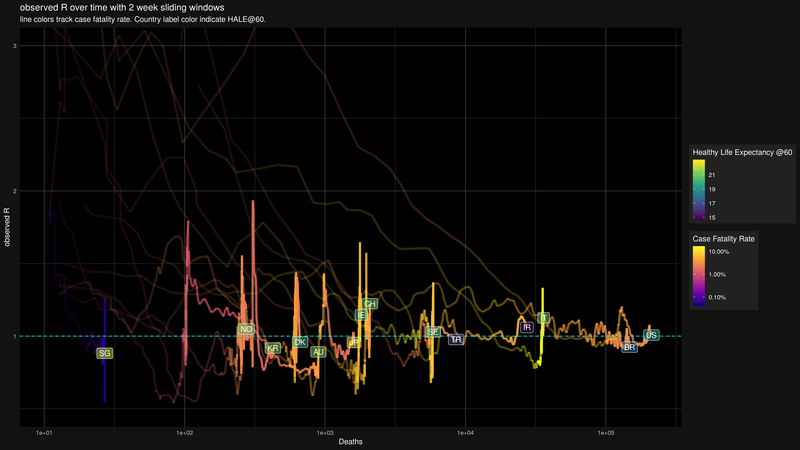 observed R over time with 2 week sliding windows
line colors track case fatality rate. Country label color indicate HALE@60.
3
2
1
observed R
CH
IE
IT
IR
NO
SE
US
TR
DK
JP
KR
BR
AU
SG
1e+01
1e+02
1e+03
1e+04
1e+05
Deaths
Healthy Life Expectancy @60
21
19
17
15
Case Fatality Rate
10.00%
1.00%
0.10%